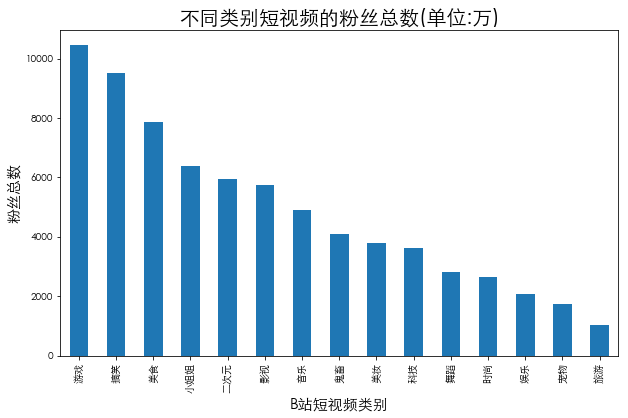 不同类别短视频的粉丝总数(单位:万)
粉丝总数
10000
8000
6000
4000
2000
0
游戏
搞笑
美食
小姐姐
二次元
影视
音乐
鬼畜
美妆
科技
舞蹈
时尚
娱乐
宠物
旅游
B站短视频类别